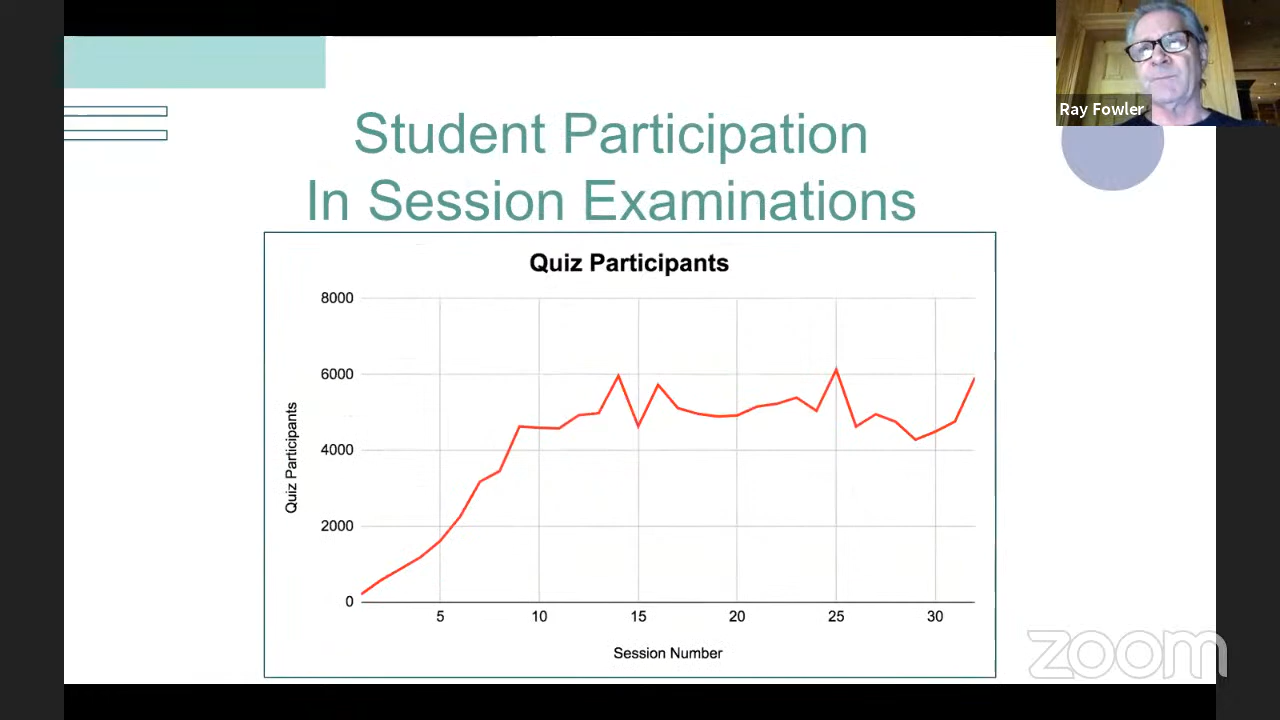 Ray Fowler
Student Participation
In Session Examinations
Quiz Participants
8000
6000
4000
2000
0
Quiz Participants
5 10 15 20 25 30
Session Number
zoom